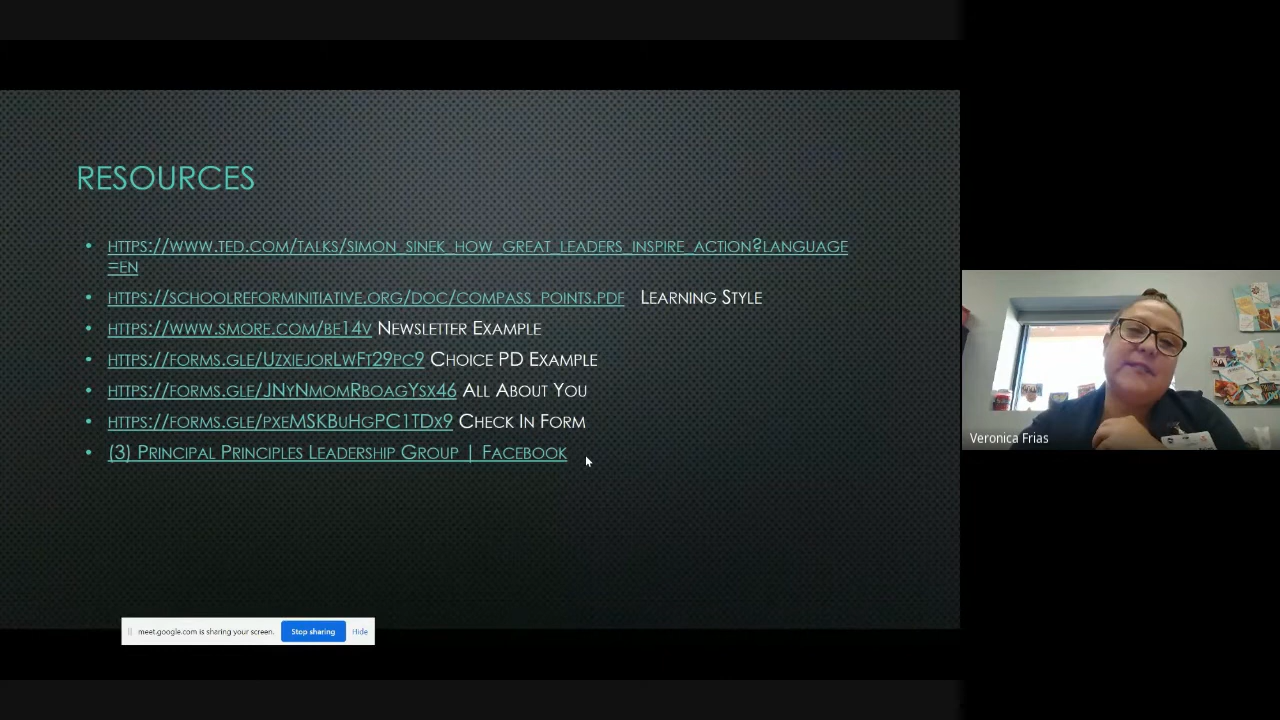 RESOURCES
HTTPS://WWW.TED.COM/TALKS/SIMON_SINEK_HOW_GREAT_LEADERS_INSPIRE_ACTION?LANGUAGE
=EN
HTTPS://SCHOOLREFORMINITIATIVE.ORG/DOC/COMPASS_POINTS.PDF Learning Style
HTTPS://WWW.SMORE.COM/BE14V Newsletter Example
HTTPS://FORMS.GLE/UZXIEJORLWFT29PC9 Choice PD Example
HTTPS://FORMS.GLE/JNYNMOMRBOAGYSX46 All About You
HTTPS://FORMS.GLE/PXEMSKBUHGPC1TDX9 Check In Form
(3) Principal Principles Leadership Group | Facebook
Veronica Frias
meet.google.com is sharing your screen. Stop sharing Hide